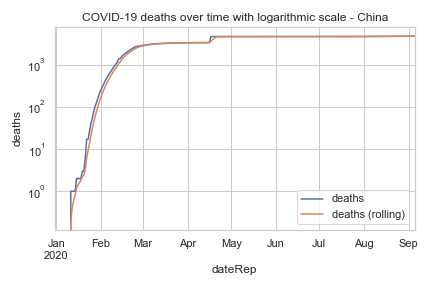 COVID-19 deaths over time with logarithmic scale - China
deaths
10³
10²
10¹
10⁰
deaths
deaths (rolling)
Jan Feb Mar Apr May Jun Jul Aug Sep
2020
dateRep